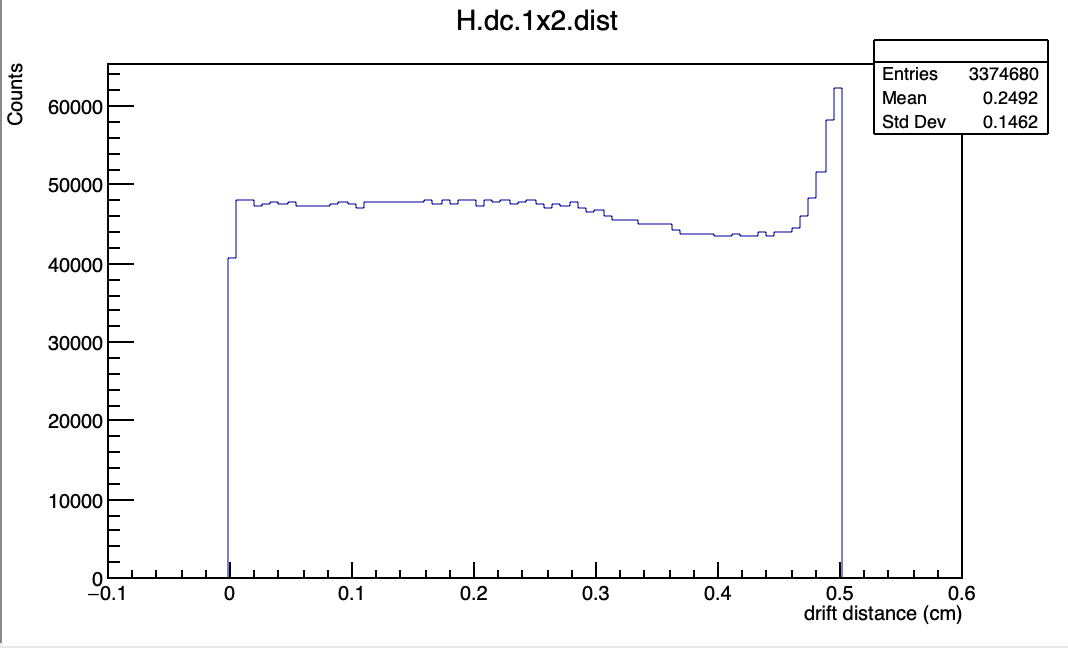 H.dc.1x2.dist
Counts
Entries 3374680
Mean 0.2492
Std Dev 0.1462
60000
50000
40000
30000
20000
10000
0
−0.1 0 0.1 0.2 0.3 0.4 0.5 0.6
drift distance (cm)